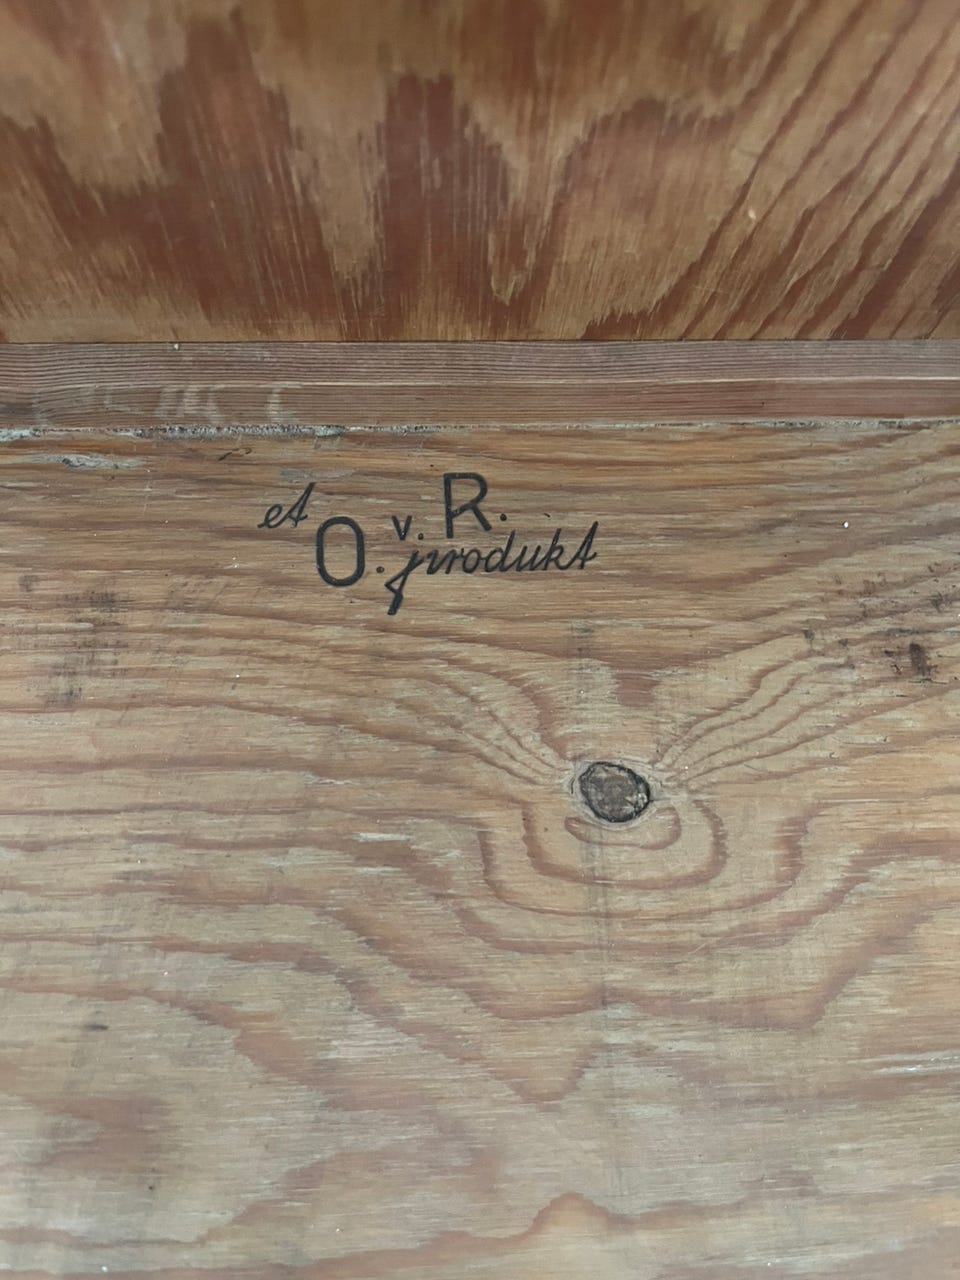 et O. v. R. produkt